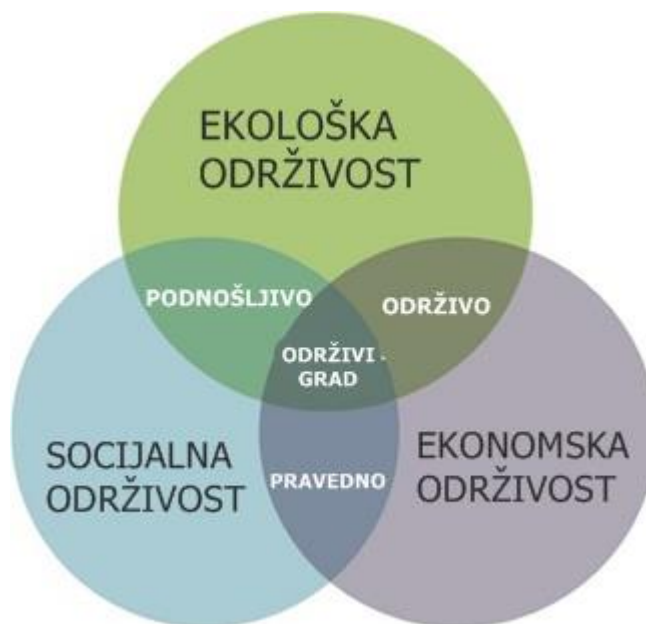 EKOLOŠKA
ODRŽIVOST
PODNOŠLJIVO
ODRŽIVO
ODRŽIVI -
GRAD
SOCIJALNA
ODRŽIVOST
PRAVEDNO
EKONOMSKA
ODRŽIVOST